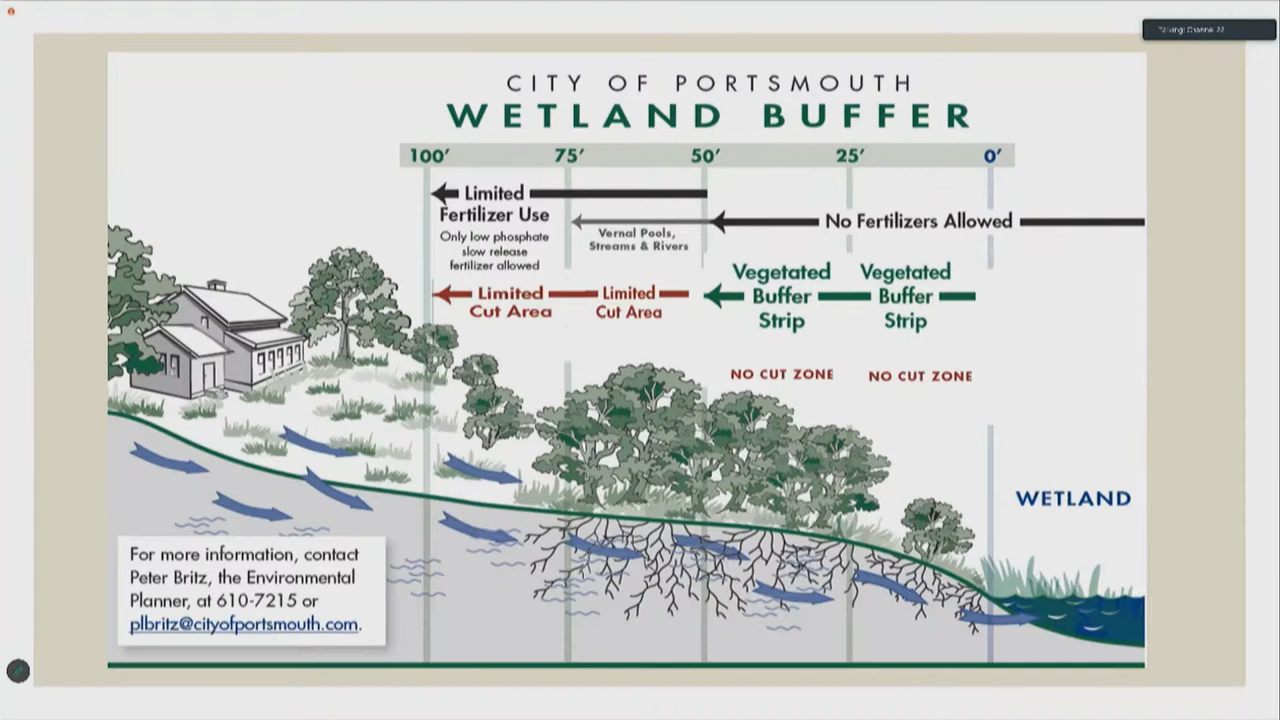 CITY OF PORTSMOUTH
WETLAND BUFFER
100′ 75′ 50′ 25′ 0′
Limited
Fertilizer Use
Only low phosphate
slow release
fertilizer allowed
Vernal Pools,
Streams & Rivers
No Fertilizers Allowed
Limited
Cut Area
Limited
Cut Area
Vegetated
Buffer
Strip
Vegetated
Buffer
Strip
NO CUT ZONE
NO CUT ZONE
WETLAND
For more information, contact
Peter Britz, the Environmental
Planner, at 610-7215 or
plbritz@cityofportsmouth.com.
Channel 22